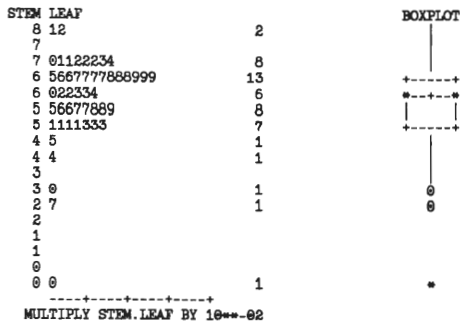 STEM LEAF                     BOXPLOT
8 12                 2           |
7                                |
7 01122234           8           |
6 5667777888999     13        +-----+
6 022334             6        *--+--*
5 56677889           8        |     |
5 1111333            7        +-----+
4 5                  1           |
4 4                  1           |
3                                |
3 0                  1           0
2 7                  1           0
2
1
1
0
0 0                  1           *
----+----+----+----+
MULTIPLY STEM.LEAF BY 10**-02